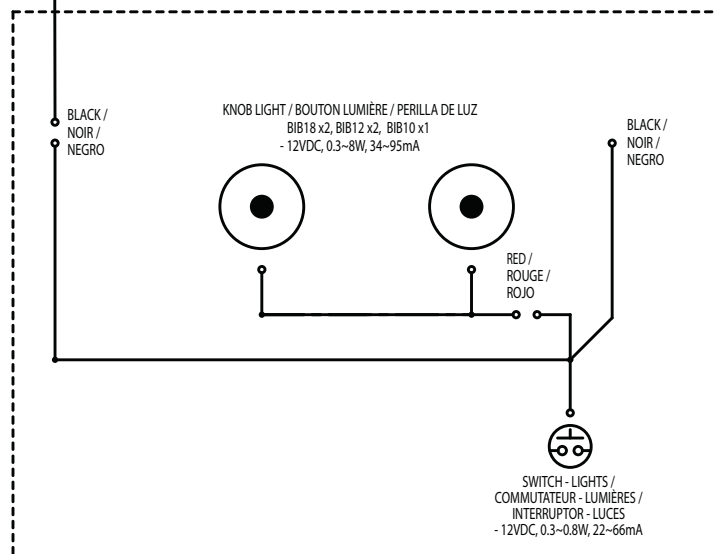 BLACK /
NOIR /
NEGRO
KNOB LIGHT / BOUTON LUMIÈRE / PERILLA DE LUZ
BIB18 x2, BIB12 x2, BIB10 x1
- 12VDC, 0.3~8W, 34~95mA
BLACK /
NOIR /
NEGRO
RED /
ROUGE /
ROJO
SWITCH - LIGHTS /
COMMUTATEUR - LUMIÈRES /
INTERRUPTOR - LUCES
- 12VDC, 0.3~0.8W, 22~66mA